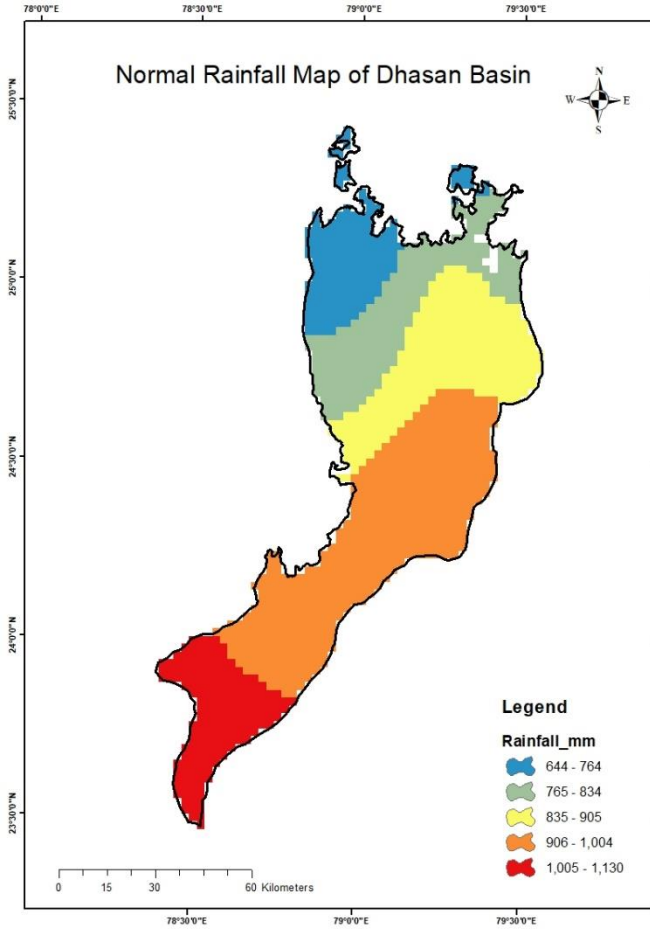 78°0'0"E
78°30'0"E
79°0'0"E
79°30'0"E
Normal Rainfall Map of Dhasan Basin
N
W
E
S
25°30'0"N
25°0'0"N
24°30'0"N
24°0'0"N
23°30'0"N
Legend
Rainfall_mm
644 - 764
765 - 834
835 - 905
906 - 1,004
1,005 - 1,130
0 15 30 60 Kilometers
78°30'0"E
79°0'0"E
79°30'0"E